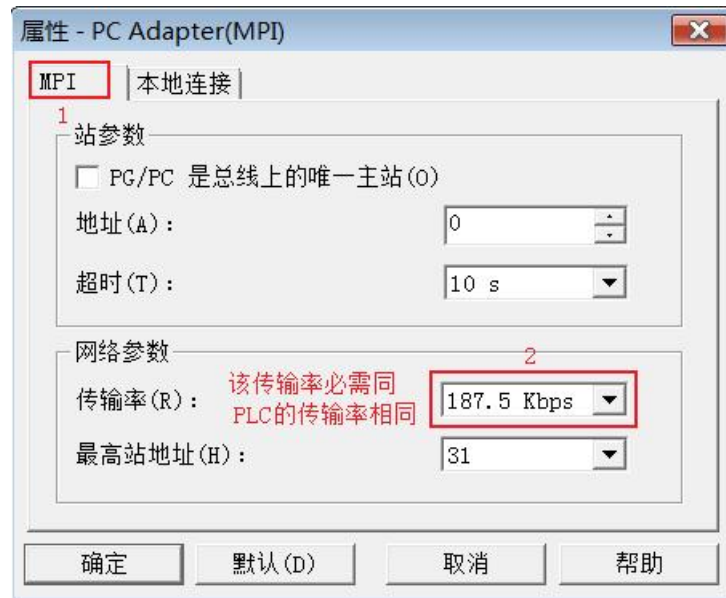 属性 - PC Adapter(MPI)
MPI
本地连接
1
站参数
PG/PC 是总线上的唯一主站(O)
地址(A):
0
超时(T):
10 s
网络参数
2
传输率(R):
该传输率必需同
PLC的传输率相同
187.5 Kbps
最高站地址(H):
31
确定
默认(D)
取消
帮助